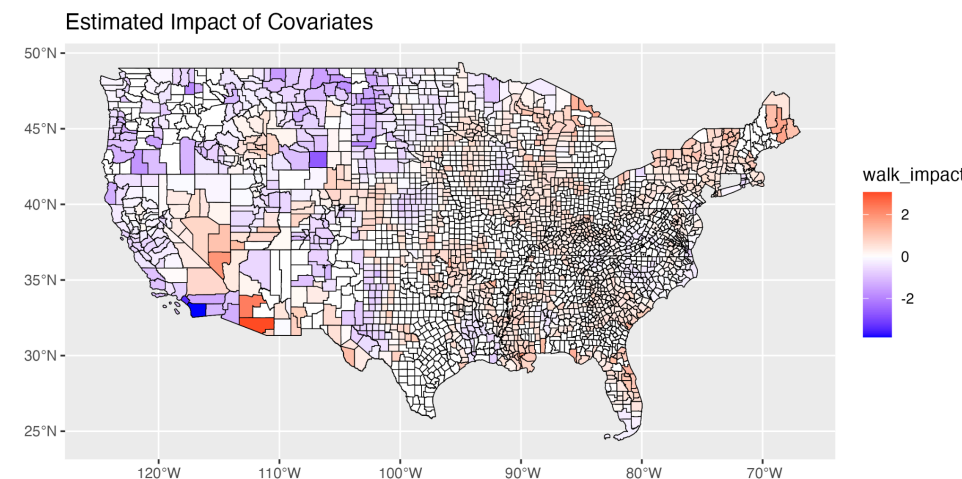 Estimated Impact of Covariates
50°N
45°N
40°N
35°N
30°N
25°N
120°W
110°W
100°W
90°W
80°W
70°W
walk_impact
2
0
-2